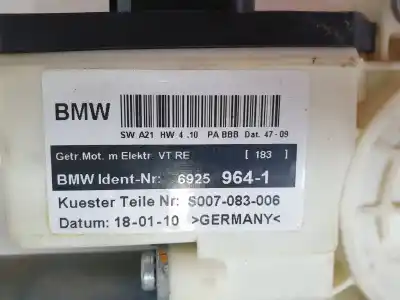 BMW
SW A21 HW 4.10 PA BBB Dat. 47-09
Getr.Mot. m Elektr VT RE [ 183 ]
BMW Ident-Nr: 6925 964-1
Kuester Teile Nr: S007-083-006
Datum: 18-01-10 >GERMANY<